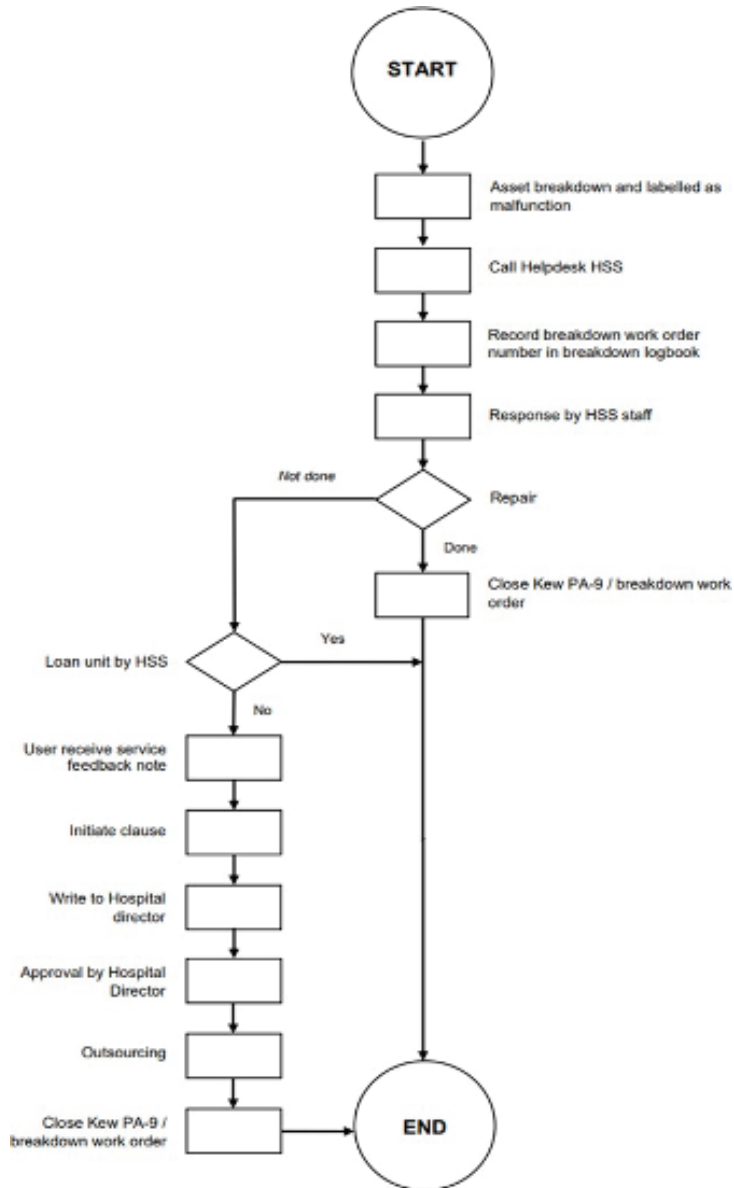 START
Asset breakdown and labelled as
malfunction
Call Helpdesk HSS
Record breakdown work order
number in breakdown logbook
Response by HSS staff
Not done
Repair
Done
Close Kew PA-9 / breakdown work
order
Yes
Loan unit by HSS
No
User receive service
feedback note
Initiate clause
Write to Hospital
director
Approval by Hospital
Director
Outsourcing
Close Kew PA-9 /
breakdown work order
END